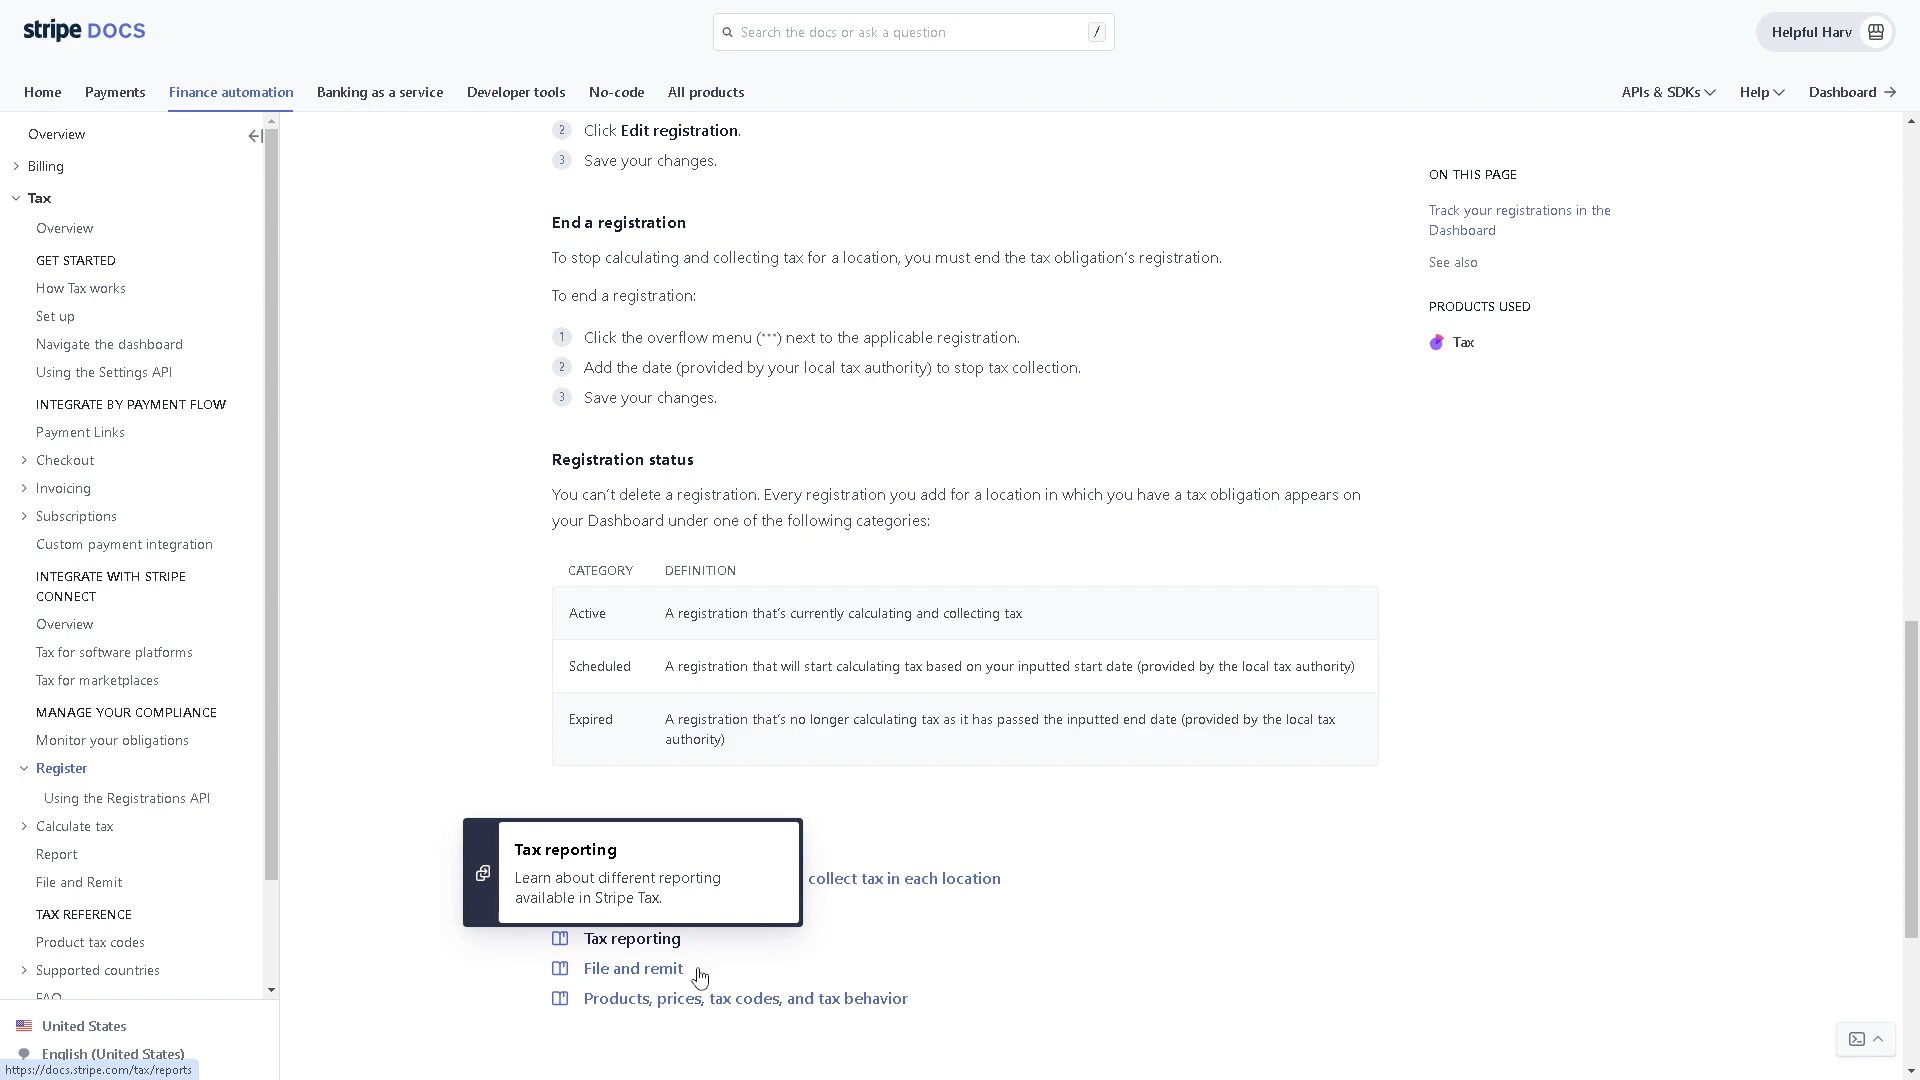 stripe DOCS
Search the docs or ask a question
/
Helpful Harv
Home
Payments
Finance automation
Banking as a service
Developer tools
No-code
All products
APIs & SDKs
Help
Dashboard
Overview
Billing
Tax
Overview
GET STARTED
How Tax works
Set up
Navigate the dashboard
Using the Settings API
INTEGRATE BY PAYMENT FLOW
Payment Links
Checkout
Invoicing
Subscriptions
Custom payment integration
INTEGRATE WITH STRIPE
CONNECT
Overview
Tax for software platforms
Tax for marketplaces
MANAGE YOUR COMPLIANCE
Monitor your obligations
Register
Using the Registrations API
Calculate tax
Report
File and Remit
TAX REFERENCE
Product tax codes
Supported countries
FAQ
United States
English (United States)
https://docs.stripe.com/tax/reports
2 Click Edit registration.
3 Save your changes.
End a registration
To stop calculating and collecting tax for a location, you must end the tax obligation's registration.
To end a registration:
1 Click the overflow menu (***) next to the applicable registration.
2 Add the date (provided by your local tax authority) to stop tax collection.
3 Save your changes.
Registration status
You can't delete a registration. Every registration you add for a location in which you have a tax obligation appears on
your Dashboard under one of the following categories:
CATEGORY DEFINITION
Active A registration that's currently calculating and collecting tax
Scheduled A registration that will start calculating tax based on your inputted start date (provided by the local tax authority)
Expired A registration that's no longer calculating tax as it has passed the inputted end date (provided by the local tax
authority)
Tax reporting
Learn about different reporting
available in Stripe Tax.
collect tax in each location
Tax reporting
File and remit
Products, prices, tax codes, and tax behavior
ON THIS PAGE
Track your registrations in the
Dashboard
See also
PRODUCTS USED
Tax